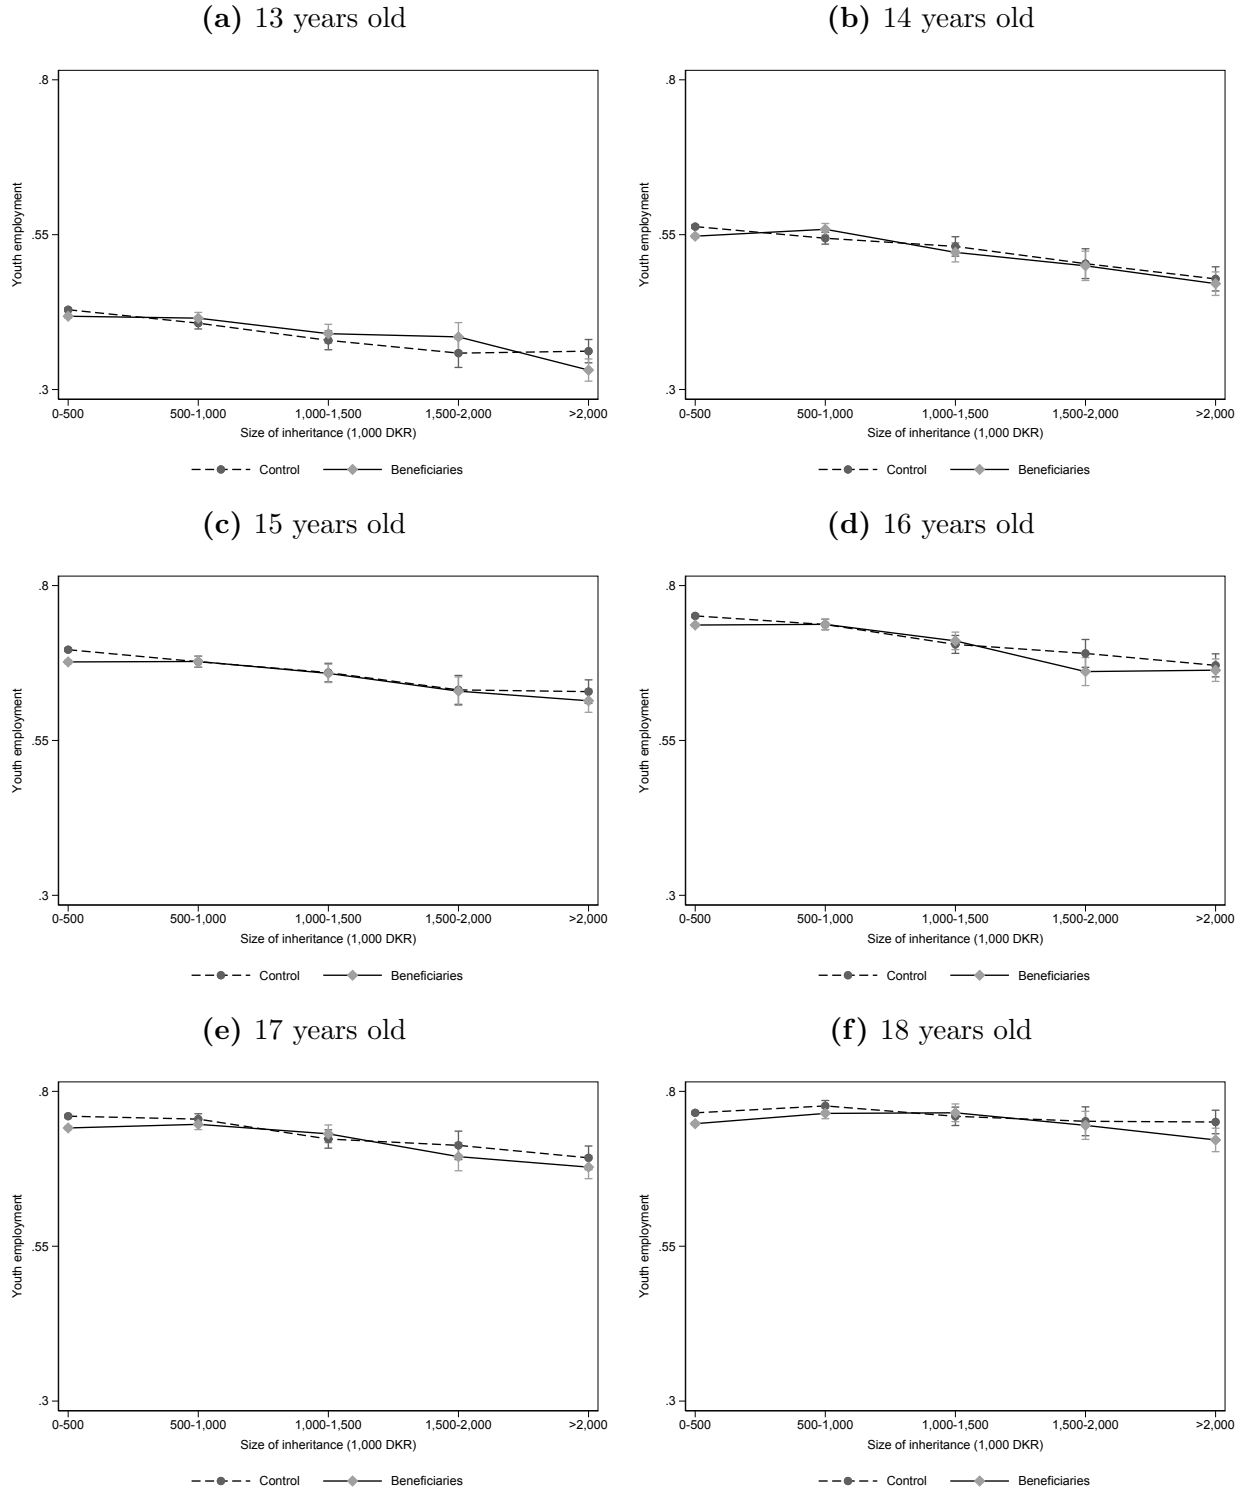 (a) 13 years old
.8
.55
.3
Youth employment
0-500 500-1,000 1,000-1,500 1,500-2,000 >2,000
Size of inheritance (1,000 DKR)
Control Beneficiaries
(b) 14 years old
.8
.55
.3
Youth employment
0-500 500-1,000 1,000-1,500 1,500-2,000 >2,000
Size of inheritance (1,000 DKR)
Control Beneficiaries
(c) 15 years old
.8
.55
.3
Youth employment
0-500 500-1,000 1,000-1,500 1,500-2,000 >2,000
Size of inheritance (1,000 DKR)
Control Beneficiaries
(d) 16 years old
.8
.55
.3
Youth employment
0-500 500-1,000 1,000-1,500 1,500-2,000 >2,000
Size of inheritance (1,000 DKR)
Control Beneficiaries
(e) 17 years old
.8
.55
.3
Youth employment
0-500 500-1,000 1,000-1,500 1,500-2,000 >2,000
Size of inheritance (1,000 DKR)
Control Beneficiaries
(f) 18 years old
.8
.55
.3
Youth employment
0-500 500-1,000 1,000-1,500 1,500-2,000 >2,000
Size of inheritance (1,000 DKR)
Control Beneficiaries